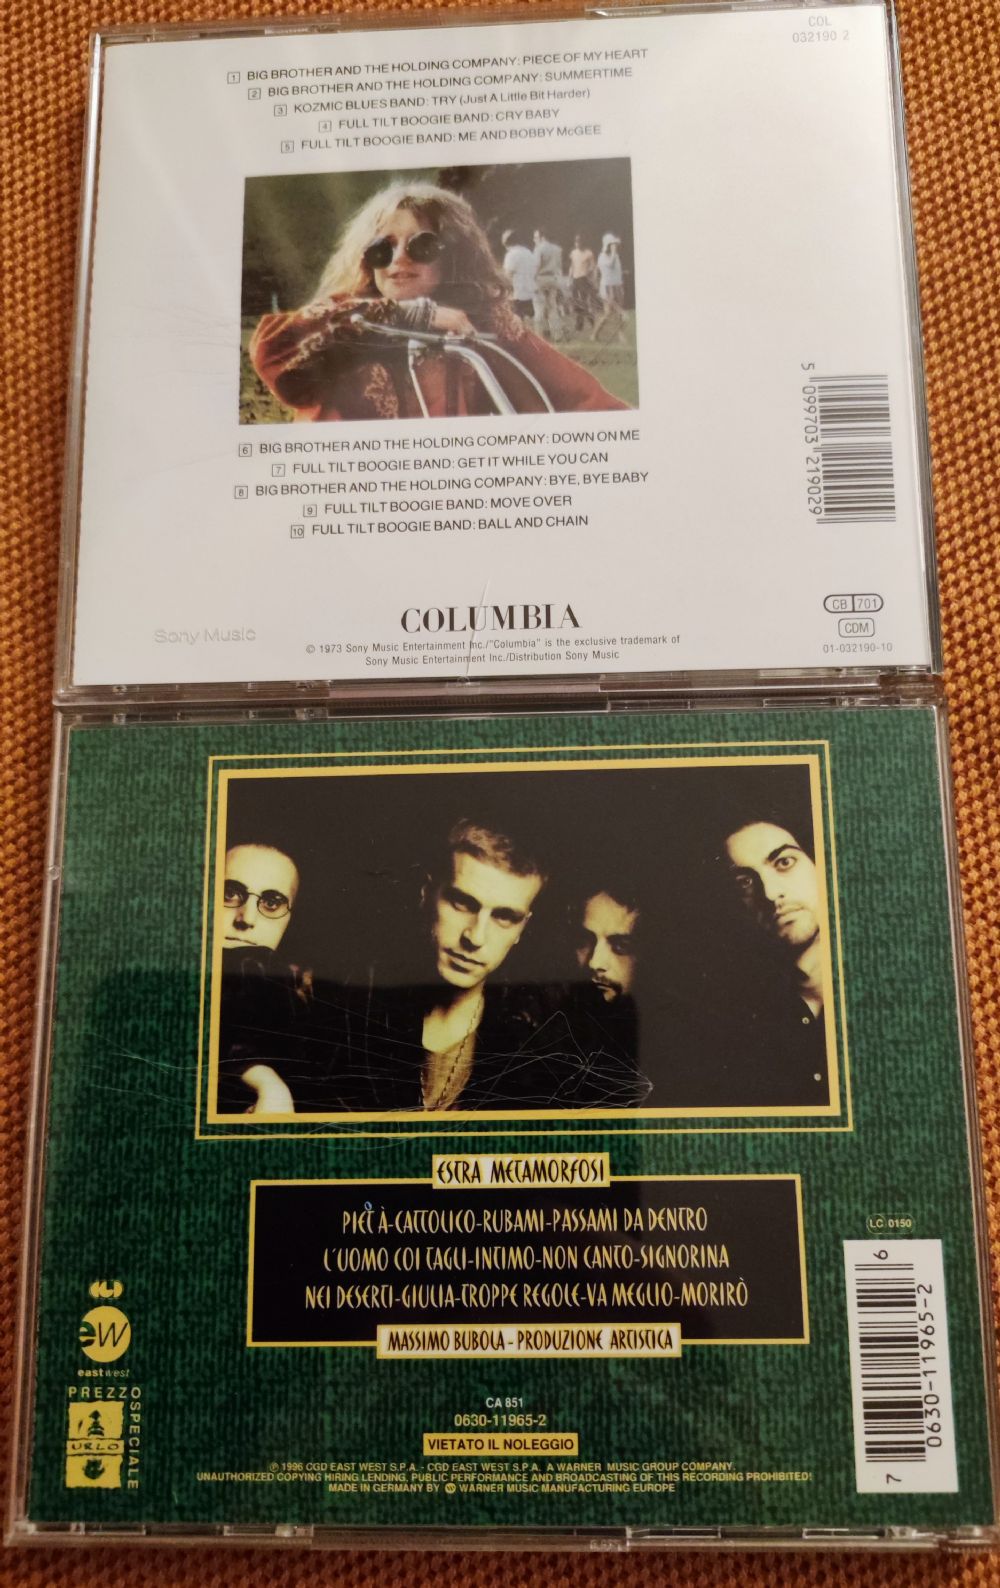 COL
032190 2
1 BIG BROTHER AND THE HOLDING COMPANY: PIECE OF MY HEART
2 BIG BROTHER AND THE HOLDING COMPANY: SUMMERTIME
3 KOZMIC BLUES BAND: TRY (Just A Little Bit Harder)
4 FULL TILT BOOGIE BAND: CRY BABY
5 FULL TILT BOOGIE BAND: ME AND BOBBY McGEE
6 BIG BROTHER AND THE HOLDING COMPANY: DOWN ON ME
7 FULL TILT BOOGIE BAND: GET IT WHILE YOU CAN
8 BIG BROTHER AND THE HOLDING COMPANY: BYE, BYE BABY
9 FULL TILT BOOGIE BAND: MOVE OVER
10 FULL TILT BOOGIE BAND: BALL AND CHAIN
5 099703 219029
CB 701
CDM
01-032190-10
Sony Music
COLUMBIA
© 1973 Sony Music Entertainment Inc./"Columbia" is the exclusive trademark of
Sony Music Entertainment Inc./Distribution Sony Music
ESTRA METAMORFOSI
PIETÀ-CATTOLICO-RUBAMI-PASSAMI DA DENTRO
L'UOMO COI TAGLI-INTIMO-NON CANTO-SIGNORINA
NEI DESERTI-GIULIA-TROPPE REGOLE-VA MEGLIO-MORIRÒ
MASSIMO BUBOLA-PRODUZIONE ARTISTICA
LC 0150
7 0630-11965-2 6
ew
eastwest
PREZZO
SPECIALE
URLO
CA 851
0630-11965-2
VIETATO IL NOLEGGIO
℗ 1996 CGD EAST WEST S.P.A. - CGD EAST WEST S.P.A. A WARNER MUSIC GROUP COMPANY.
UNAUTHORIZED COPYING HIRING LENDING, PUBLIC PERFORMANCE AND BROADCASTING OF THIS RECORDING PROHIBITED!
MADE IN GERMANY BY WARNER MUSIC MANUFACTURING EUROPE